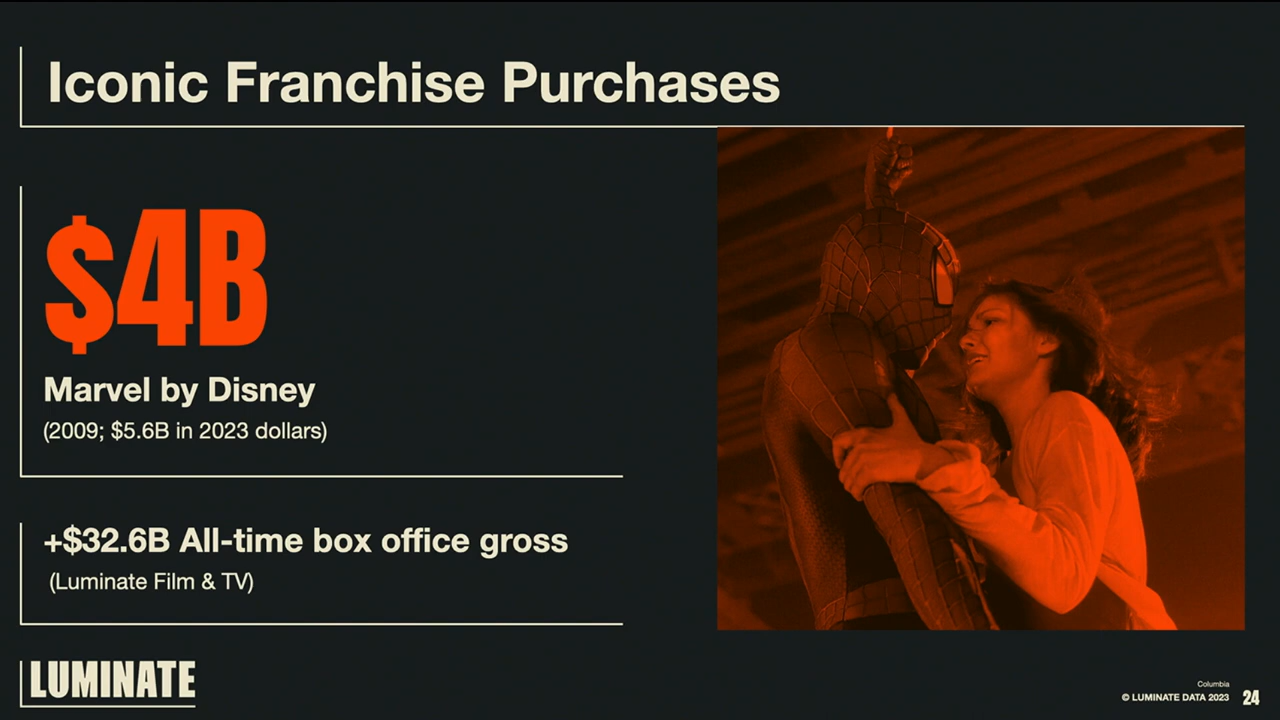 Iconic Franchise Purchases
$4B
Marvel by Disney
(2009; $5.6B in 2023 dollars)
+$32.6B All-time box office gross
(Luminate Film & TV)
LUMINATE
Columbia
© LUMINATE DATA 2023 24